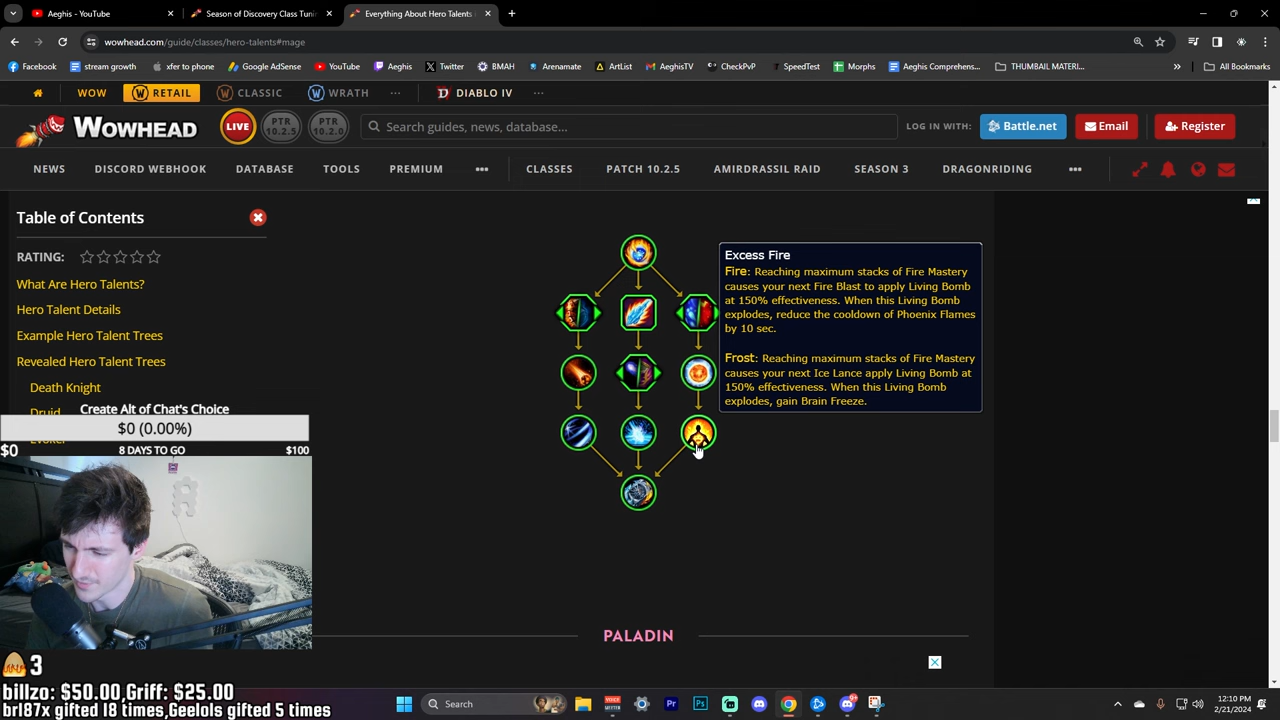 Aeghis - YouTube
Season of Discovery Class Tunin
Everything About Hero Talents
wowhead.com/guide/classes/hero-talents#mage
Facebook
stream growth
xfer to phone
Google AdSense
YouTube
Aeghis
Twitter
BMAH
Arenamate
ArtList
AeghisTV
CheckPvP
SpeedTest
Morphs
Aeghis Comprehens...
THUMBAIL MATERI...
All Bookmarks
WOW
RETAIL
CLASSIC
WRATH
DIABLO IV
WOWHEAD
LIVE
PTR
10.2.5
PTR
10.2.0
Search guides, news, database...
LOG IN WITH:
Battle.net
Email
Register
NEWS
DISCORD WEBHOOK
DATABASE
TOOLS
PREMIUM
CLASSES
PATCH 10.2.5
AMIRDRASSIL RAID
SEASON 3
DRAGONRIDING
Table of Contents
RATING:
What Are Hero Talents?
Hero Talent Details
Example Hero Talent Trees
Revealed Hero Talent Trees
Death Knight
Druid
Create Alt of Chat's Choice
$0 (0.00%)
Evoker
$0
8 DAYS TO GO
$100
Excess Fire
Fire: Reaching maximum stacks of Fire Mastery
causes your next Fire Blast to apply Living Bomb
at 150% effectiveness. When this Living Bomb
explodes, reduce the cooldown of Phoenix Flames
by 10 sec.
Frost: Reaching maximum stacks of Fire Mastery
causes your next Ice Lance apply Living Bomb at
150% effectiveness. When this Living Bomb
explodes, gain Brain Freeze.
PALADIN
3
billzo: $50.00,Griff: $25.00
brl87x gifted 18 times,Geelols gifted 5 times
Search
12:10 PM
2/21/2024